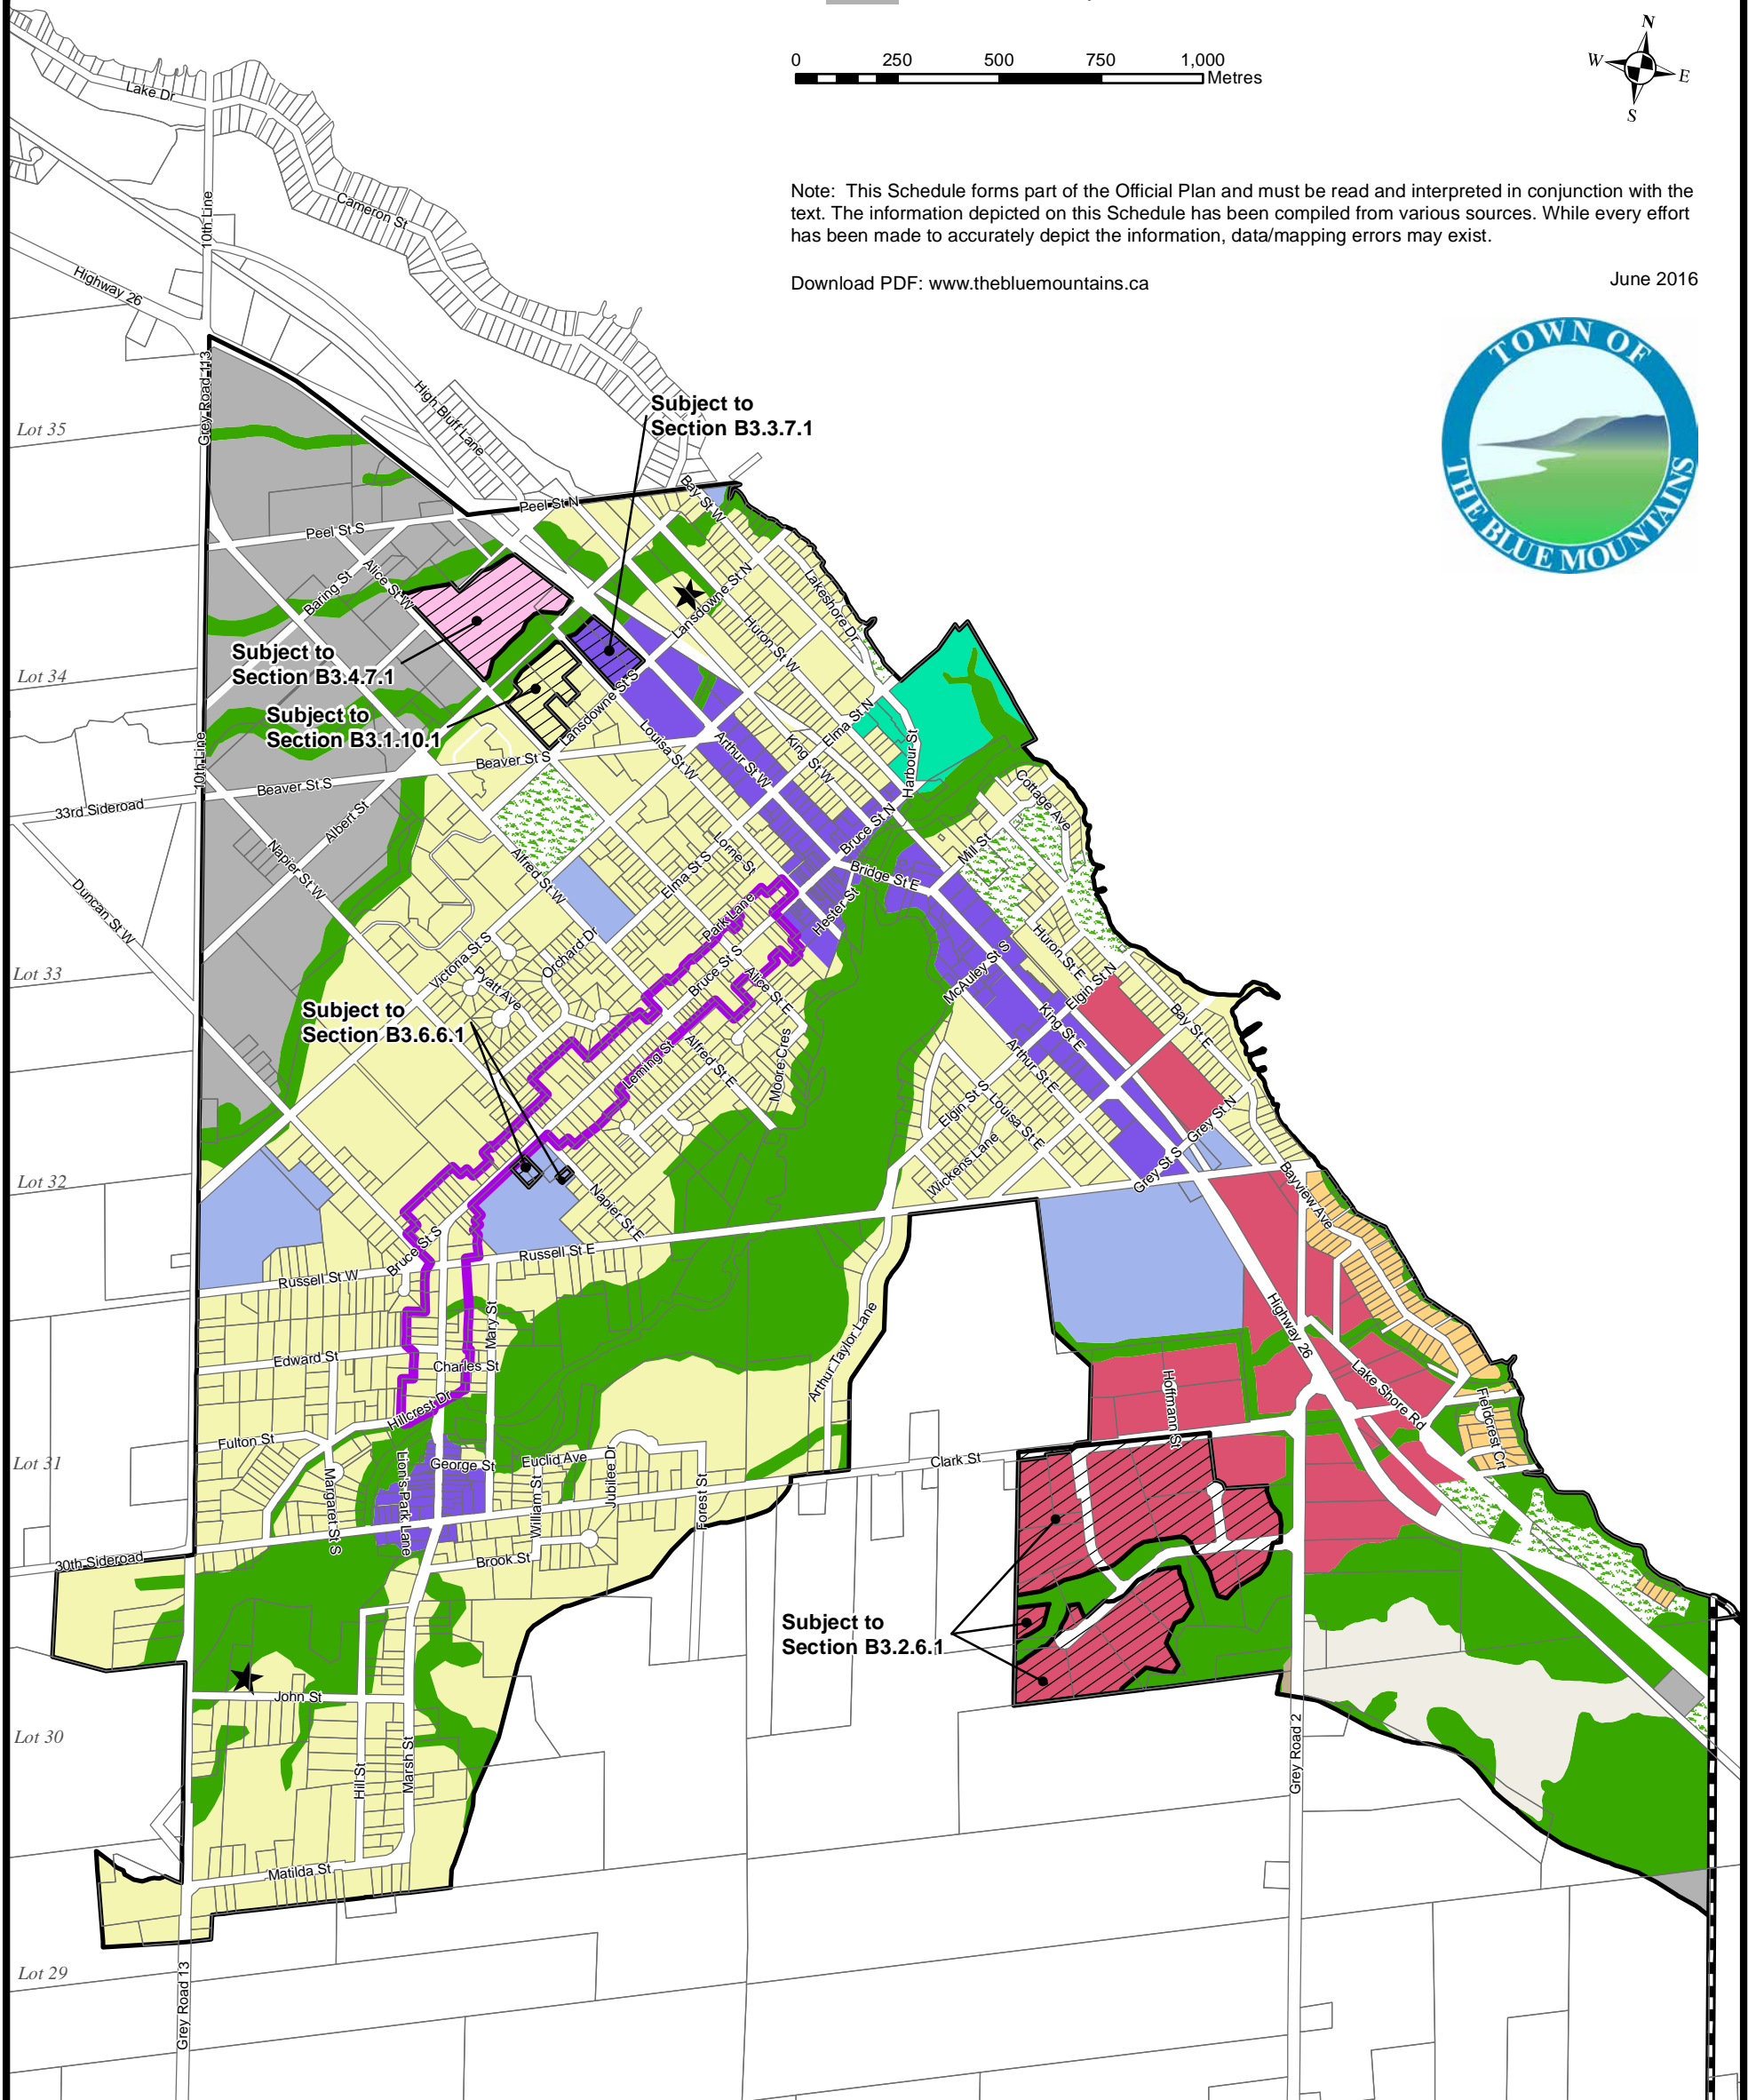 0 250 500 750 1,000
Metres
N
W E
S
Note: This Schedule forms part of the Official Plan and must be read and interpreted in conjunction with the
text. The information depicted on this Schedule has been compiled from various sources. While every effort
has been made to accurately depict the information, data/mapping errors may exist.
Download PDF: www.thebluemountains.ca
June 2016
TOWN OF
THE BLUE MOUNTAINS
Lake Dr
10th Line
Cameron St
Highway 26
Grey Road 113
High Bluff Lane
Subject to
Section B3.3.7.1
Lot 35
Bay St W
Peel St N
Peel St S
Baring St
Alice St W
Lansdowne St N
Lakeshore Dr
Huron St W
Subject to
Section B3.4.7.1
Lot 34
Subject to
Section B3.1.10.1
Lansdowne St S
Louisa St W
Arthur St W
King St W
Elma St N
Harbour St
10th Line
Beaver St S
Beaver St S
33rd Sideroad
Albert St
Cottage Ave
Napier St W
Alfred St W
Lorne St
Elma St S
Bruce St N
Mill St
Bridge St E
Duncan St W
Park Lane
Hester St
Victoria St S
Orchard Dr
Pyatt Ave
Bruce St S
Alice St E
McAuley St S
Huron St E
Elgin St N
Lot 33
Subject to
Section B3.6.6.1
King St E
Bay St E
Leming St
Alfred St E
Moore Cres
Arthur St E
Elgin St S
Louisa St E
Grey St N
Wickens Lane
Grey St S
Lot 32
Bayview Ave
Napier St E
Bruce St S
Russell St E
Russell St W
Mary St
Edward St
Charles St
Arthur Taylor Lane
Highway 26
Lake Shore Rd
Hoffmann St
Fieldcrest Crt
Hillcrest Dr
Fulton St
Lot 31
Lion's Park Lane
George St
Euclid Ave
Jubilee Dr
Clark St
Margaret St S
William St
Forest St
30th Sideroad
Brook St
Subject to
Section B3.2.6.1
John St
Lot 30
Hill St
Marsh St
Grey Road 2
Matilda St
Lot 29
Grey Road 13